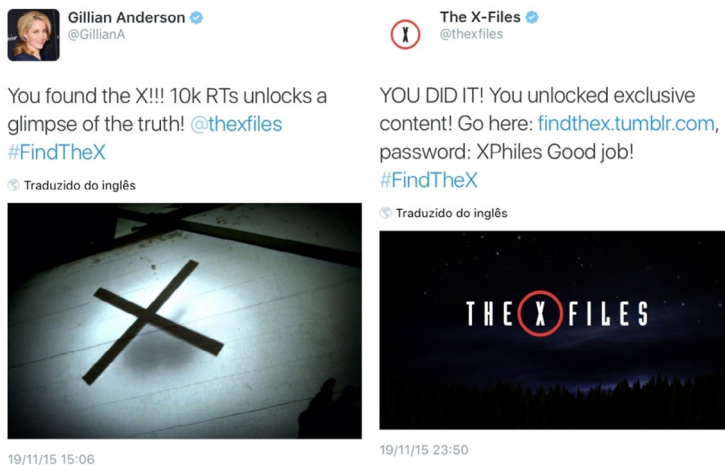 Gillian Anderson
@GillianA
You found the X!!! 10k RTs unlocks a
glimpse of the truth! @thexfiles
#FindTheX
Traduzido do inglês
19/11/15 15:06
X
The X-Files
@thexfiles
YOU DID IT! You unlocked exclusive
content! Go here: findthex.tumblr.com,
password: XPhiles Good job!
#FindTheX
Traduzido do inglês
THE X FILES
19/11/15 23:50